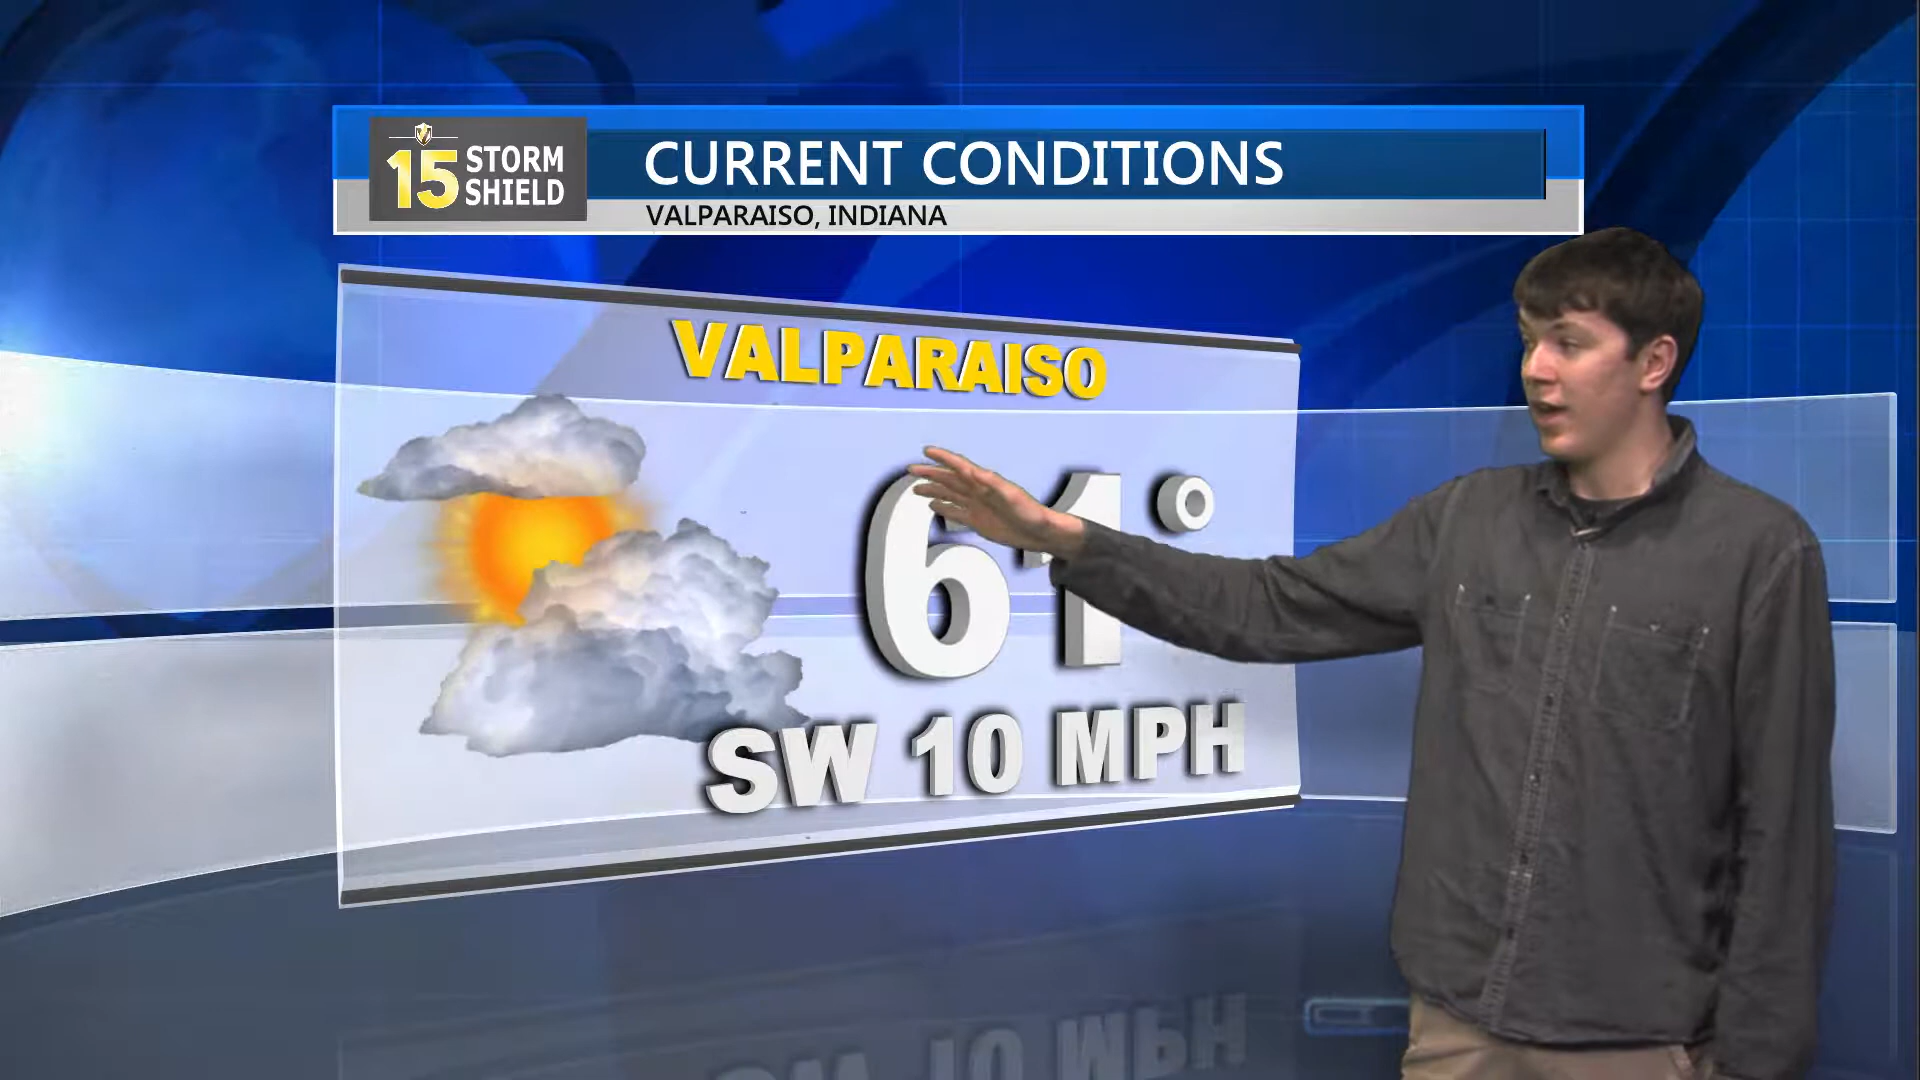 15 STORM
SHIELD
CURRENT CONDITIONS
VALPARAISO, INDIANA
VALPARAISO
61°
SW 10 MPH